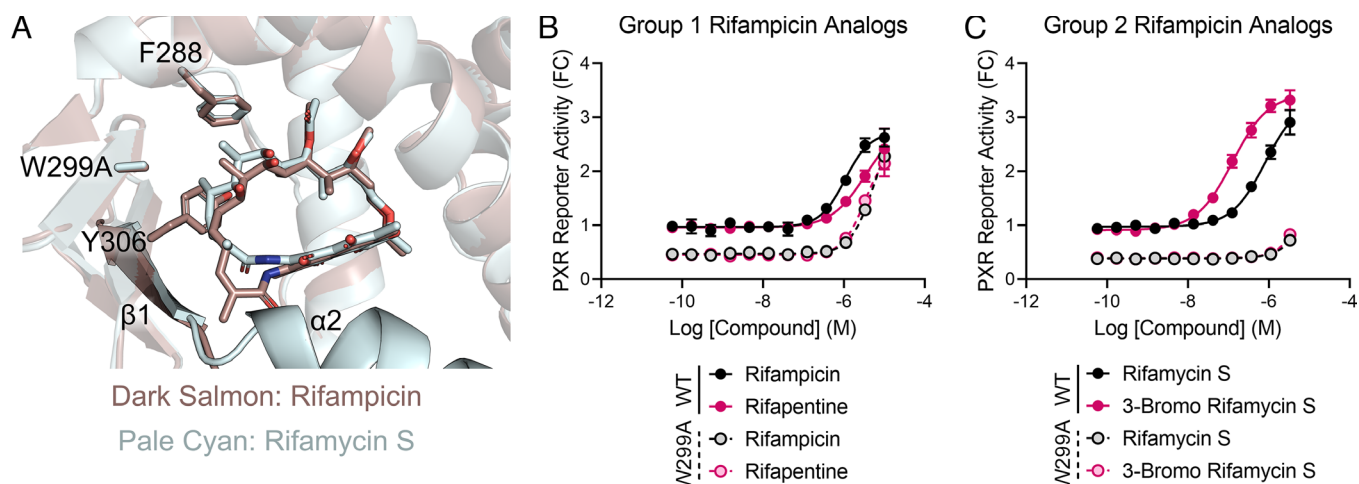 A
F288
W299A
Y306
β1
α2
Dark Salmon: Rifampicin
Pale Cyan: Rifamycin S
B
Group 1 Rifampicin Analogs
PXR Reporter Activity (FC)
4
3
2
1
0
-12 -10 -8 -6 -4
Log [Compound] (M)
WT
Rifampicin
Rifapentine
W299A
Rifampicin
Rifapentine
C
Group 2 Rifampicin Analogs
PXR Reporter Activity (FC)
4
3
2
1
0
-12 -10 -8 -6 -4
Log [Compound] (M)
WT
Rifamycin S
3-Bromo Rifamycin S
W299A
Rifamycin S
3-Bromo Rifamycin S